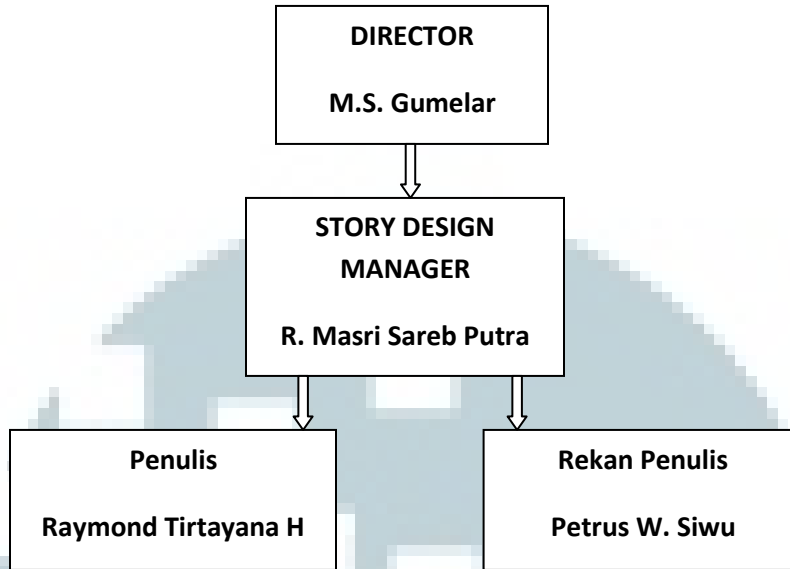 DIRECTOR
M.S. Gumelar
STORY DESIGN
MANAGER
R. Masri Sareb Putra
Penulis
Raymond Tirtayana H
Rekan Penulis
Petrus W. Siwu